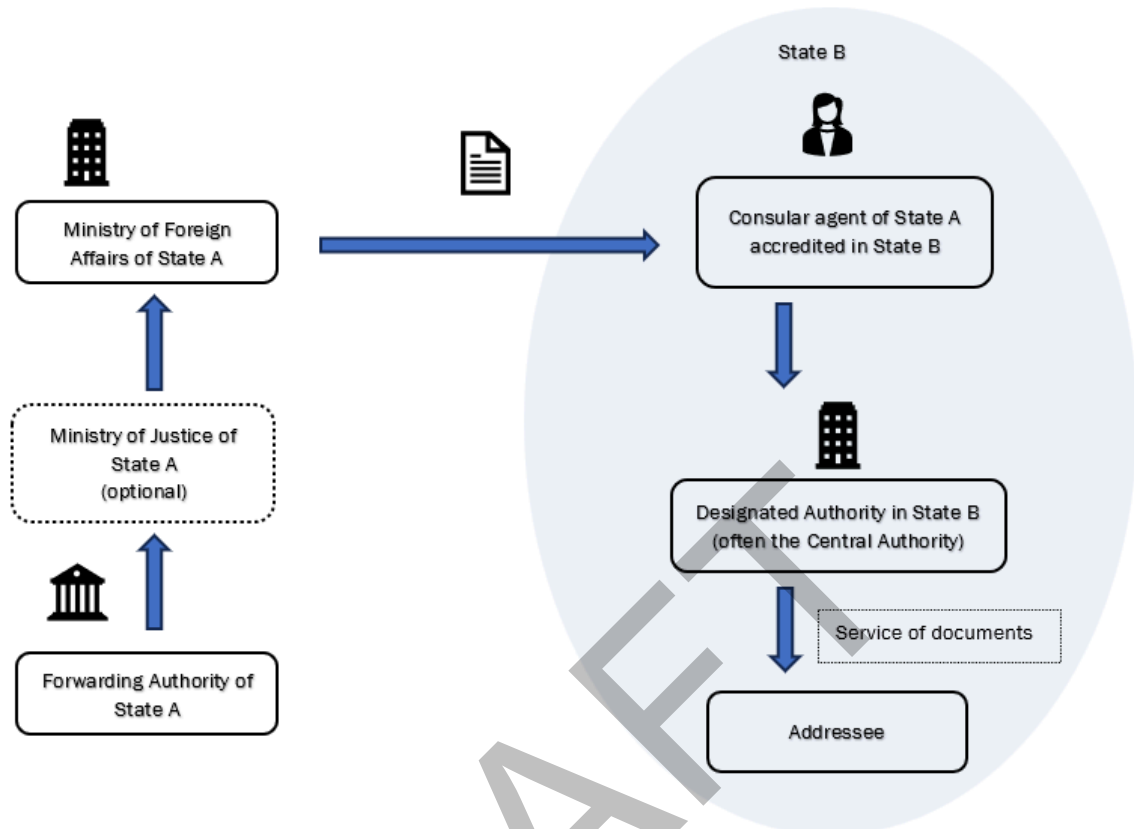 State B
Ministry of Foreign
Affairs of State A
Consular agent of State A
accredited in State B
Ministry of Justice of
State A
(optional)
Designated Authority in State B
(often the Central Authority)
Service of documents
Forwarding Authority of
State A
Addressee
AFT